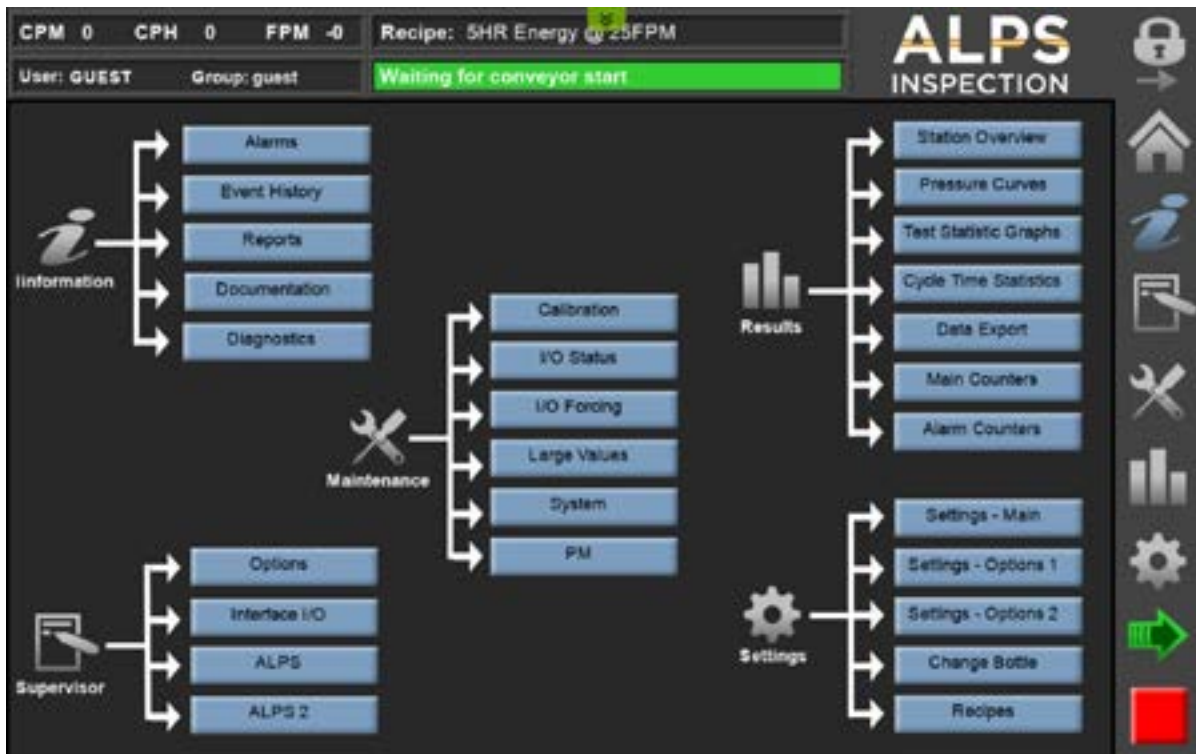 CPM 0 CPH 0 FPM -0
Recipe: 5HR Energy @ 25FPM
User: GUEST Group: guest
Waiting for conveyor start
ALPS
INSPECTION
Iinformation
Alarms
Event History
Reports
Documentation
Diagnostics
Maintenance
Calibration
I/O Status
I/O Forcing
Large Values
System
PM
Supervisor
Options
Interface I/O
ALPS
ALPS 2
Results
Station Overview
Pressure Curves
Test Statistic Graphs
Cycle Time Statistics
Data Export
Main Counters
Alarm Counters
Settings
Settings - Main
Settings - Options 1
Settings - Options 2
Change Bottle
Recipes